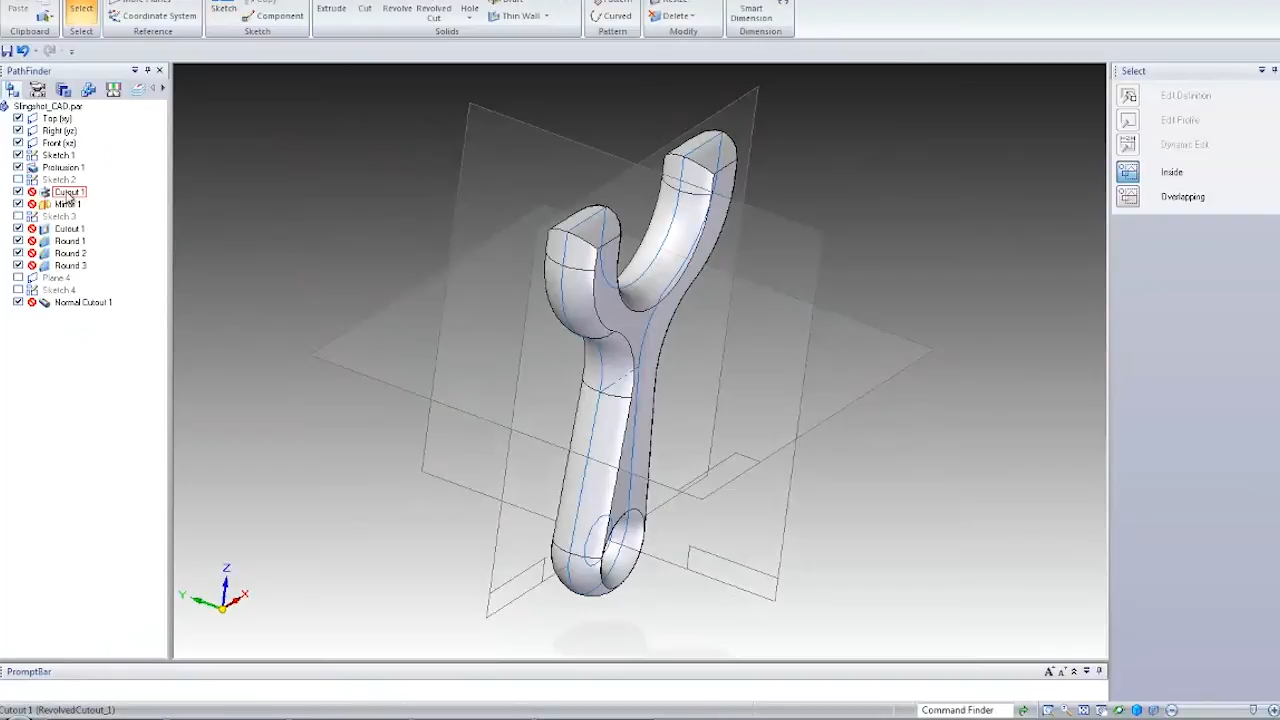 Paste
Select
Coordinate System
Sketch
Component
Extrude
Cut
Revolve
Revolved
Cut
Hole
Thin Wall
Curved
Delete
Smart
Dimension
Clipboard
Select
Reference
Sketch
Solids
Pattern
Modify
Dimension
PathFinder
Slingshot_CAD.par
Top (xy)
Right (yz)
Front (xz)
Sketch 1
Protrusion 1
Sketch 2
Cutout 1
Mirror 1
Sketch 3
Cutout 1
Round 1
Round 2
Round 3
Plane 4
Sketch 4
Normal Cutout 1
Z
Y
X
Select
Edit Definition
Edit Profile
Dynamic Edit
Inside
Overlapping
PromptBar
Cutout 1 (RevolvedCutout_1)
Command Finder